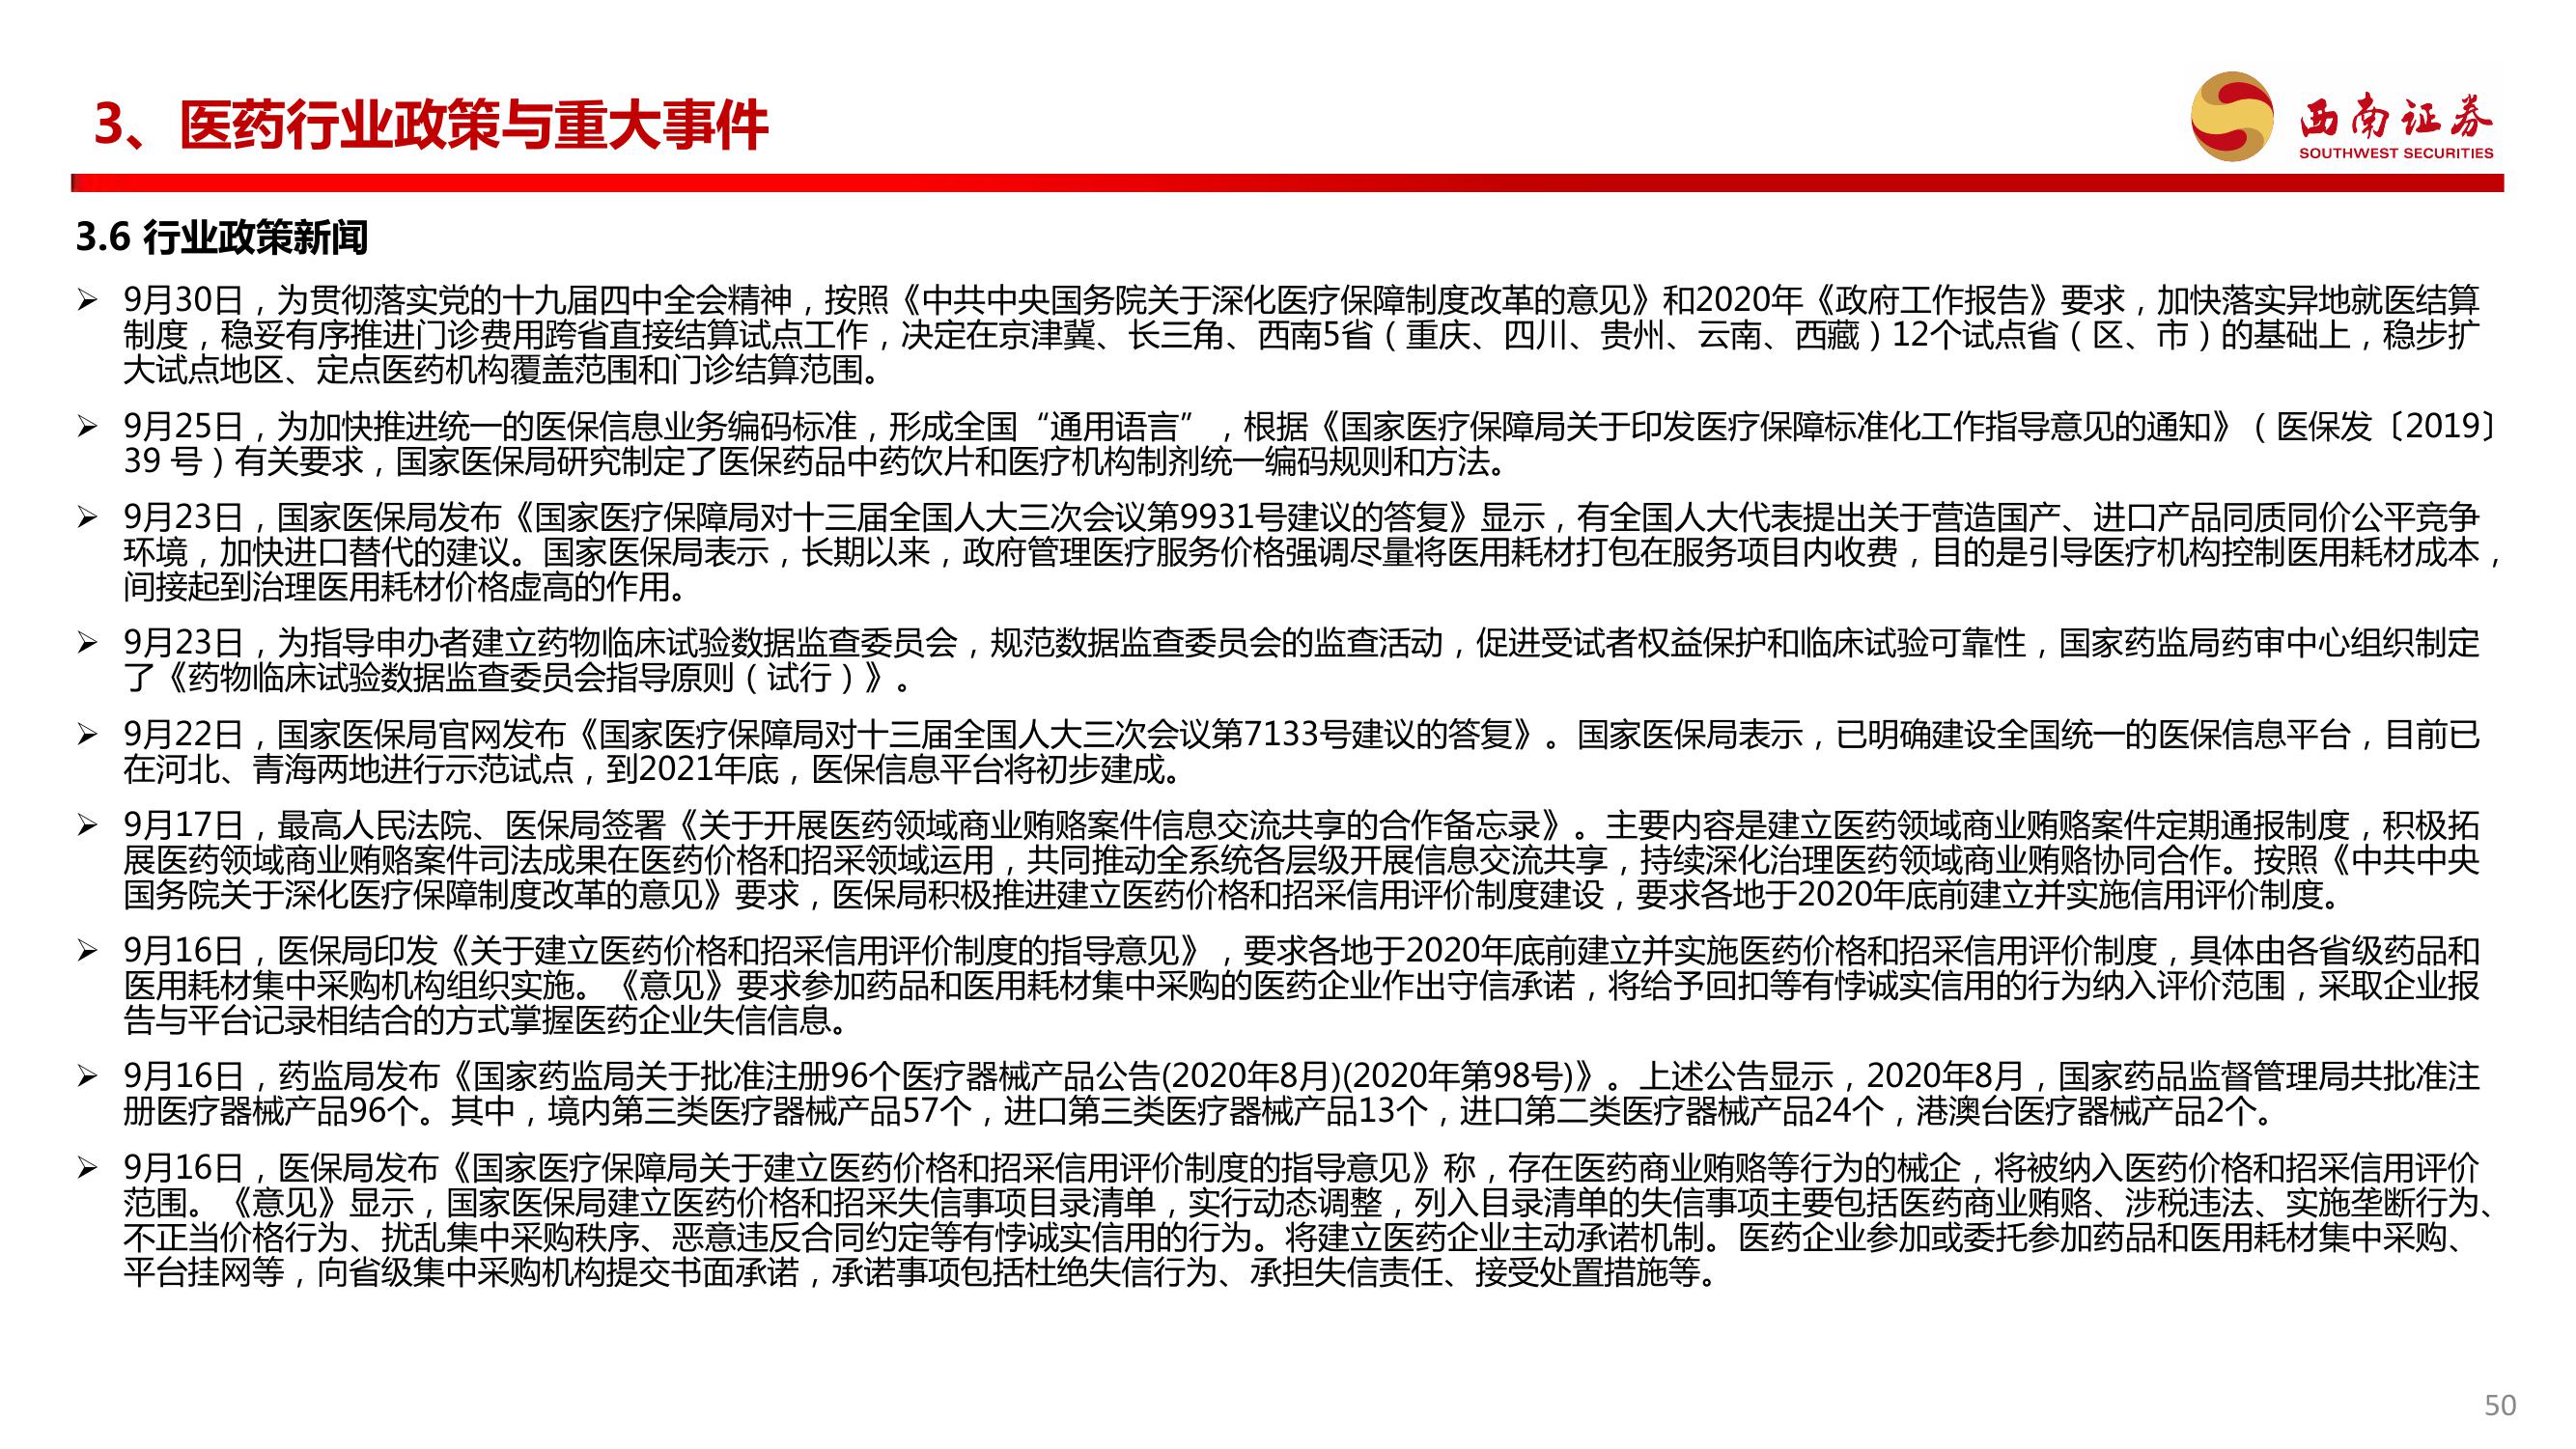 3、医药行业政策与重大事件
西南证券
SOUTHWEST SECURITIES
3.6 行业政策新闻
➢ 9月30日，为贯彻落实党的十九届四中全会精神，按照《中共中央国务院关于深化医疗保障制度改革的意见》和2020年《政府工作报告》要求，加快落实异地就医结算
制度，稳妥有序推进门诊费用跨省直接结算试点工作，决定在京津冀、长三角、西南5省（重庆、四川、贵州、云南、西藏）12个试点省（区、市）的基础上，稳步扩
大试点地区、定点医药机构覆盖范围和门诊结算范围。
➢ 9月25日，为加快推进统一的医保信息业务编码标准，形成全国“通用语言”，根据《国家医疗保障局关于印发医疗保障标准化工作指导意见的通知》（医保发〔2019〕
39 号）有关要求，国家医保局研究制定了医保药品中药饮片和医疗机构制剂统一编码规则和方法。
➢ 9月23日，国家医保局发布《国家医疗保障局对十三届全国人大三次会议第9931号建议的答复》显示，有全国人大代表提出关于营造国产、进口产品同质同价公平竞争
环境，加快进口替代的建议。国家医保局表示，长期以来，政府管理医疗服务价格强调尽量将医用耗材打包在服务项目内收费，目的是引导医疗机构控制医用耗材成本，
间接起到治理医用耗材价格虚高的作用。
➢ 9月23日，为指导申办者建立药物临床试验数据监查委员会，规范数据监查委员会的监查活动，促进受试者权益保护和临床试验可靠性，国家药监局药审中心组织制定
了《药物临床试验数据监查委员会指导原则（试行）》。
➢ 9月22日，国家医保局官网发布《国家医疗保障局对十三届全国人大三次会议第7133号建议的答复》。国家医保局表示，已明确建设全国统一的医保信息平台，目前已
在河北、青海两地进行示范试点，到2021年底，医保信息平台将初步建成。
➢ 9月17日，最高人民法院、医保局签署《关于开展医药领域商业贿赂案件信息交流共享的合作备忘录》。主要内容是建立医药领域商业贿赂案件定期通报制度，积极拓
展医药领域商业贿赂案件司法成果在医药价格和招采领域运用，共同推动全系统各层级开展信息交流共享，持续深化治理医药领域商业贿赂协同合作。按照《中共中央
国务院关于深化医疗保障制度改革的意见》要求，医保局积极推进建立医药价格和招采信用评价制度建设，要求各地于2020年底前建立并实施信用评价制度。
➢ 9月16日，医保局印发《关于建立医药价格和招采信用评价制度的指导意见》，要求各地于2020年底前建立并实施医药价格和招采信用评价制度，具体由各省级药品和
医用耗材集中采购机构组织实施。《意见》要求参加药品和医用耗材集中采购的医药企业作出守信承诺，将给予回扣等有悖诚实信用的行为纳入评价范围，采取企业报
告与平台记录相结合的方式掌握医药企业失信信息。
➢ 9月16日，药监局发布《国家药监局关于批准注册96个医疗器械产品公告(2020年8月)(2020年第98号)》。上述公告显示，2020年8月，国家药品监督管理局共批准注
册医疗器械产品96个。其中，境内第三类医疗器械产品57个，进口第三类医疗器械产品13个，进口第二类医疗器械产品24个，港澳台医疗器械产品2个。
➢ 9月16日，医保局发布《国家医疗保障局关于建立医药价格和招采信用评价制度的指导意见》称，存在医药商业贿赂等行为的械企，将被纳入医药价格和招采信用评价
范围。《意见》显示，国家医保局建立医药价格和招采失信事项目录清单，实行动态调整，列入目录清单的失信事项主要包括医药商业贿赂、涉税违法、实施垄断行为、
不正当价格行为、扰乱集中采购秩序、恶意违反合同约定等有悖诚实信用的行为。将建立医药企业主动承诺机制。医药企业参加或委托参加药品和医用耗材集中采购、
平台挂网等，向省级集中采购机构提交书面承诺，承诺事项包括杜绝失信行为、承担失信责任、接受处置措施等。
50